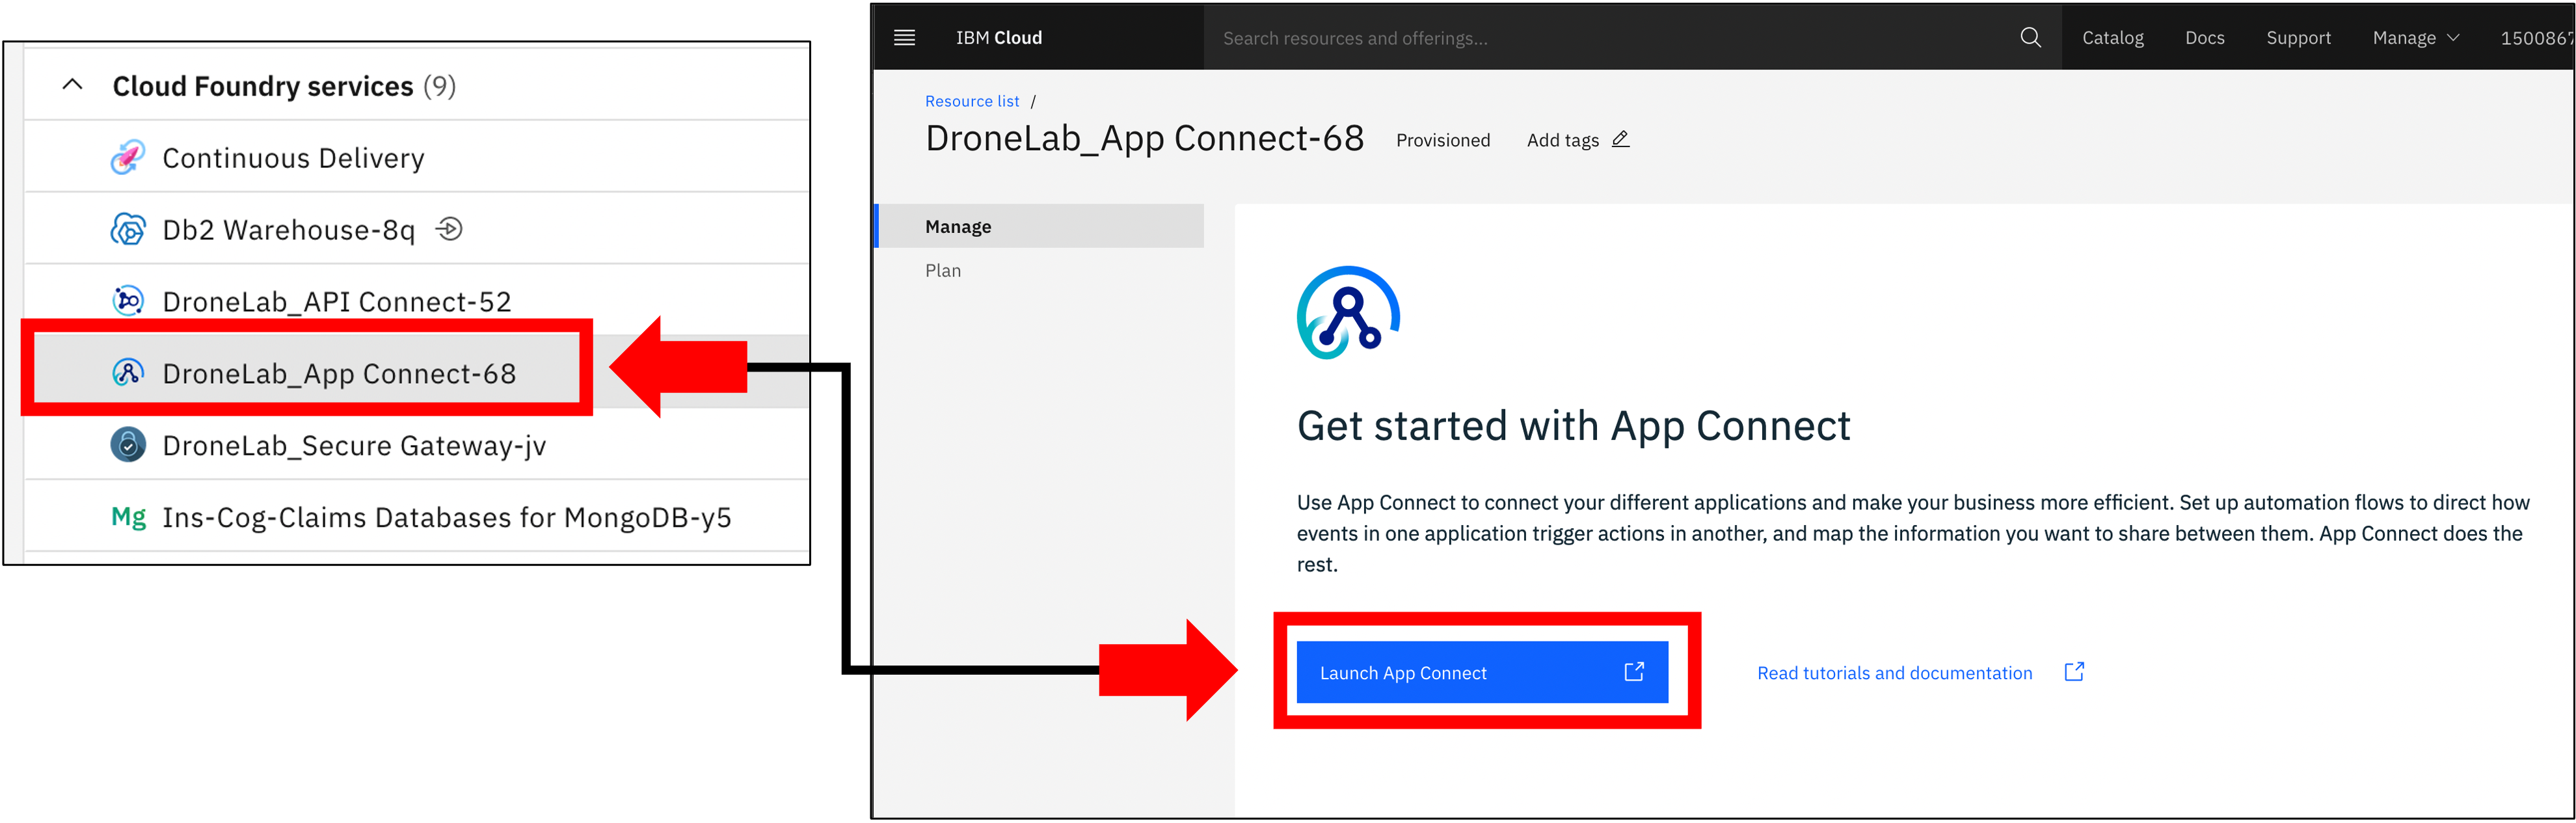 Cloud Foundry services (9)
Continuous Delivery
Db2 Warehouse-8q
DroneLab_API Connect-52
DroneLab_App Connect-68
DroneLab_Secure Gateway-jv
Mg Ins-Cog-Claims Databases for MongoDB-y5
IBM Cloud
Search resources and offerings...
Catalog
Docs
Support
Manage
150086
Resource list /
DroneLab_App Connect-68
Provisioned
Add tags
Manage
Plan
Get started with App Connect
Use App Connect to connect your different applications and make your business more efficient. Set up automation flows to direct how
events in one application trigger actions in another, and map the information you want to share between them. App Connect does the
rest.
Launch App Connect
Read tutorials and documentation